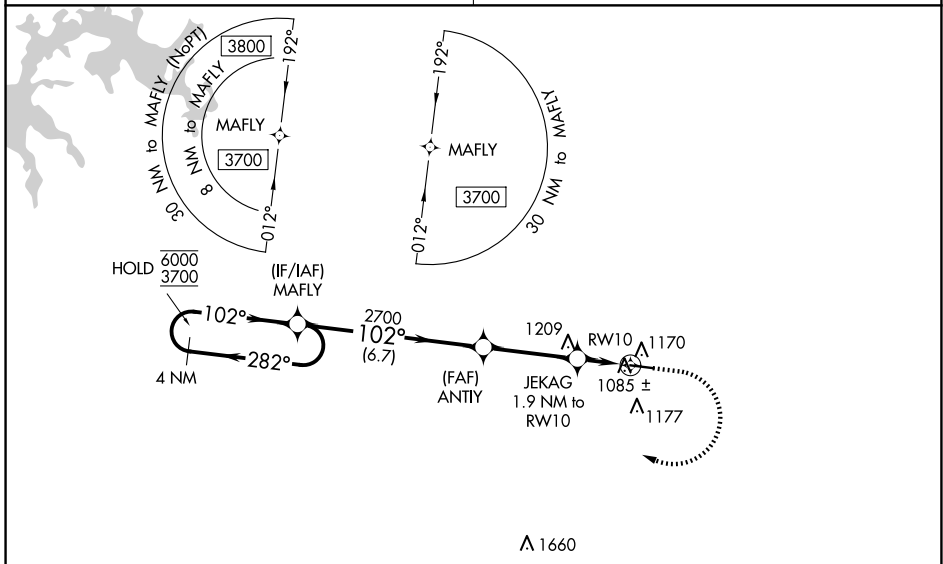 30 NM to MAFLY (NoPT)
3800
8 NM to MAFLY
192°
MAFLY
3700
012°
192°
MAFLY
3700
012°
30 NM to MAFLY
HOLD 6000
3700
(IF/IAF)
MAFLY
102°
282°
4 NM
2700
102°
(6.7)
(FAF)
ANTIY
1209
JEKAG
1.9 NM to
RW10
RW10
1170
1085 ±
1177
1660